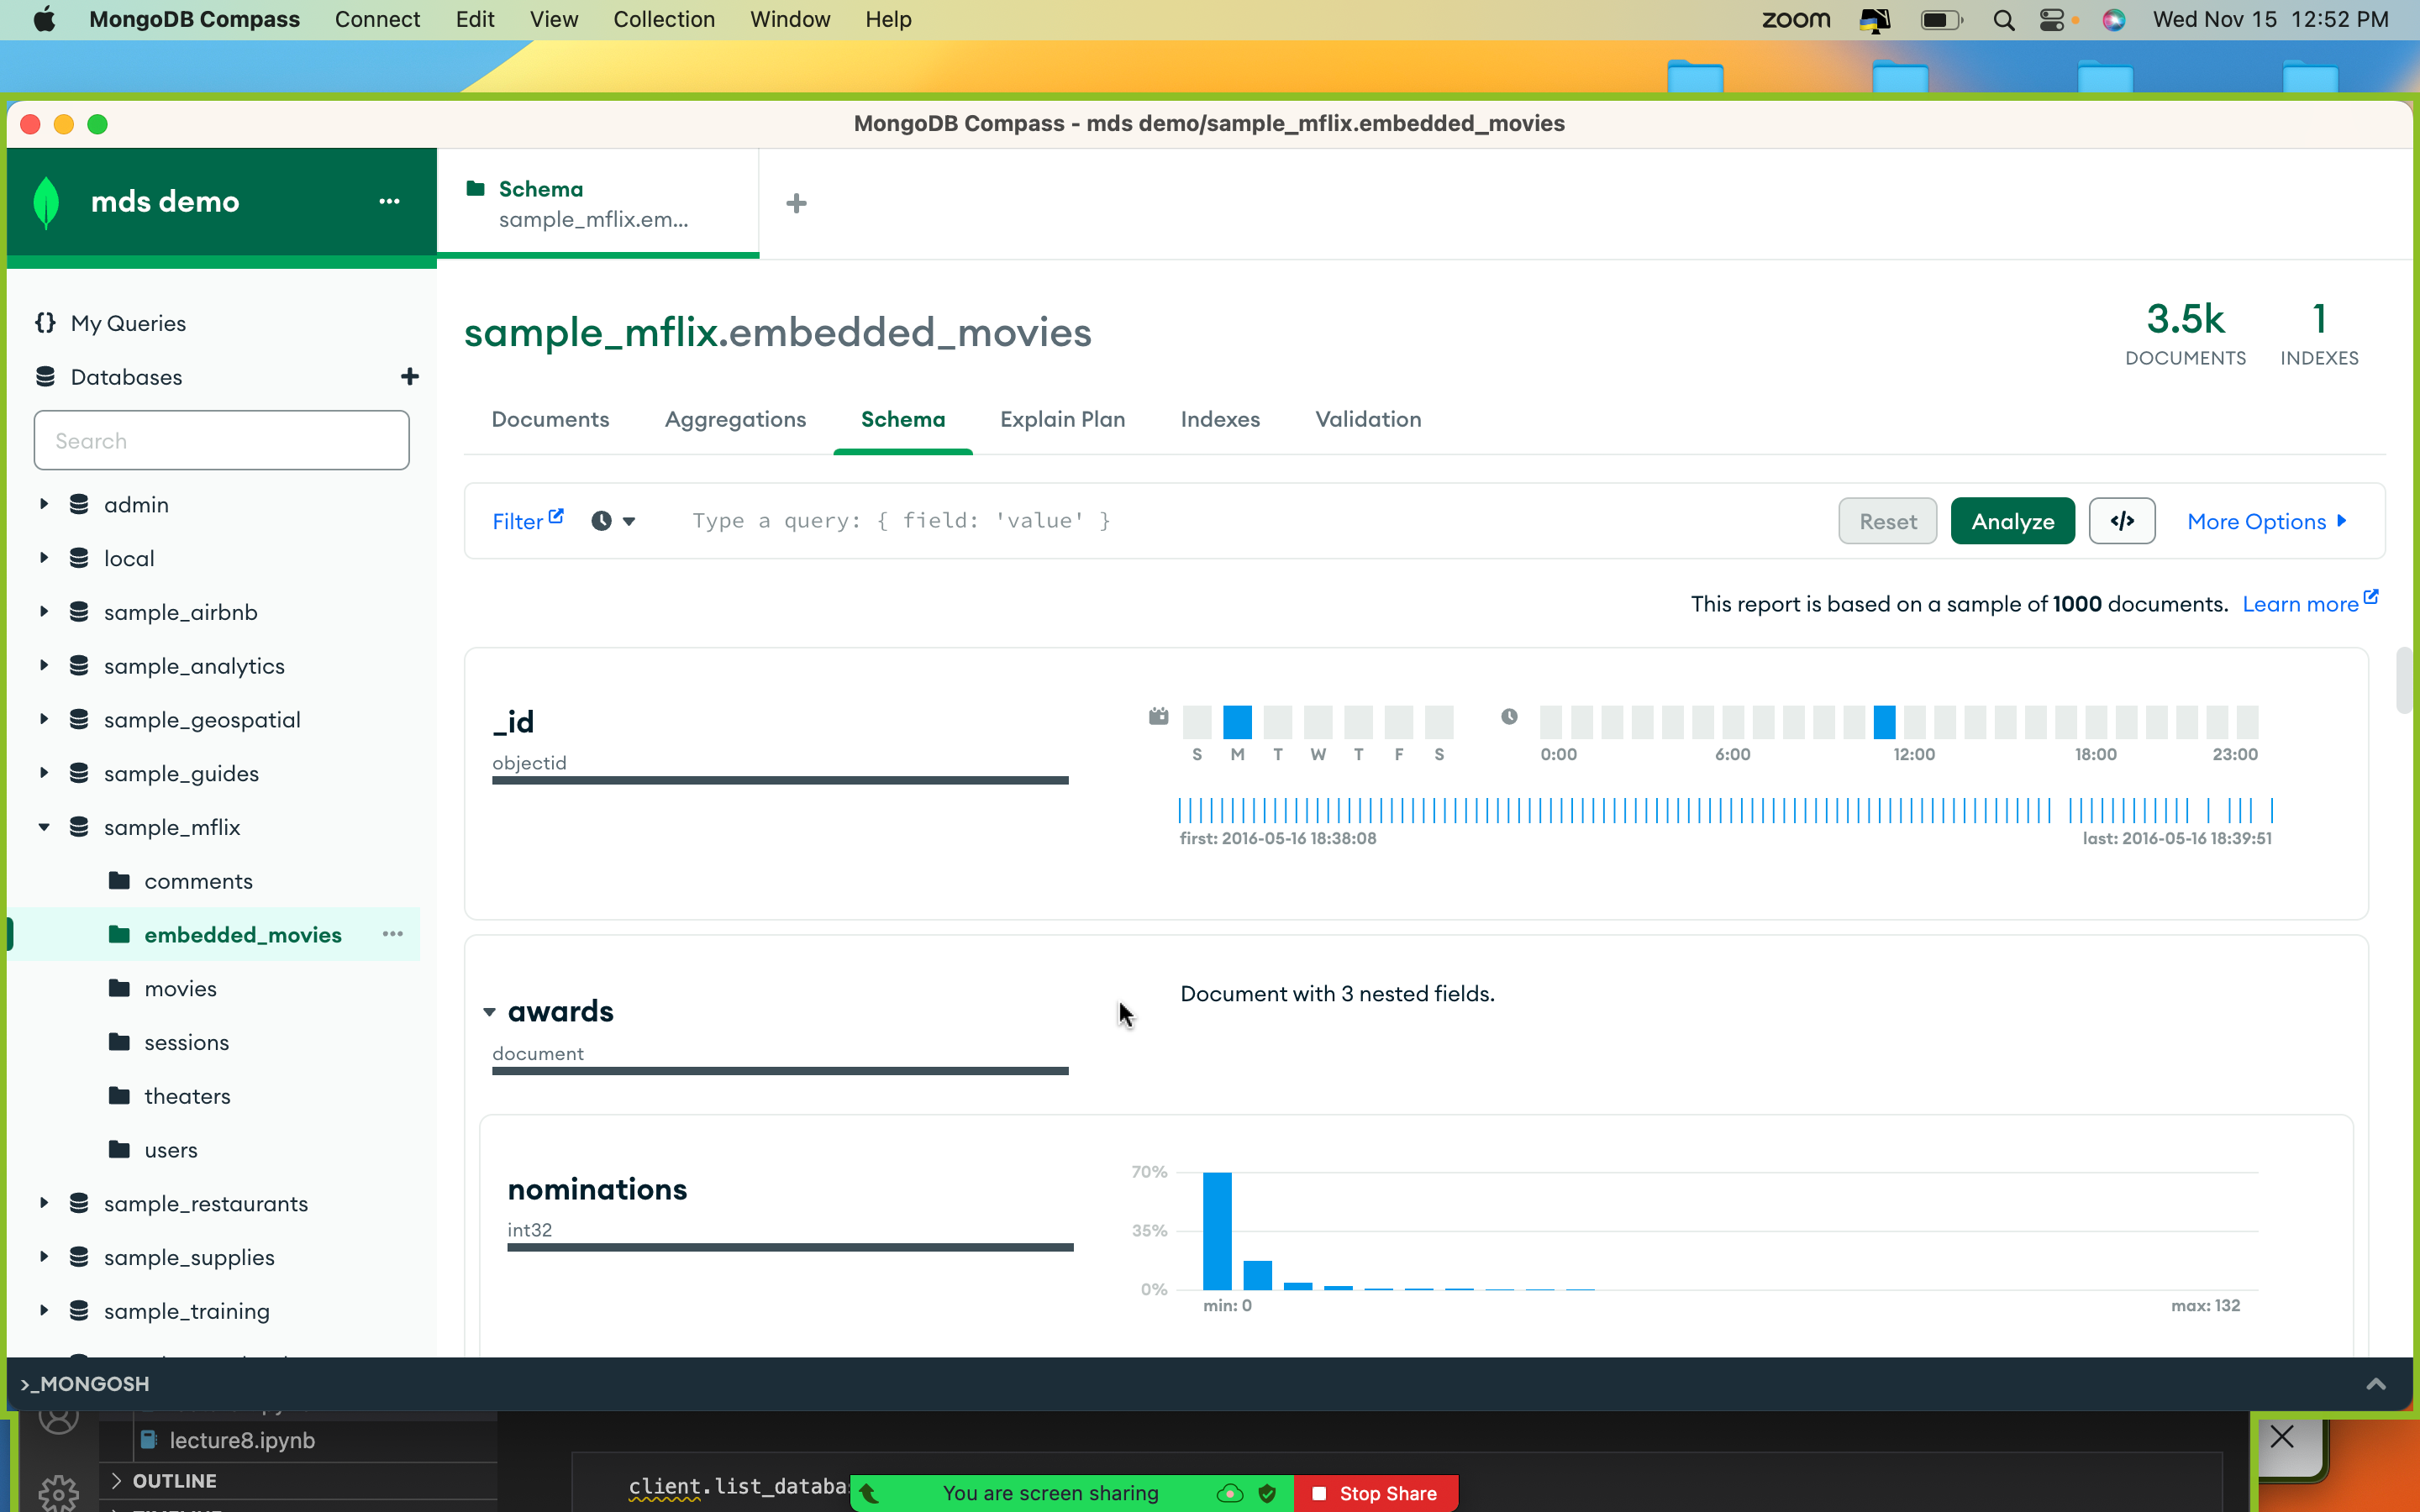 MongoDB Compass Connect Edit View Collection Window Help zoom Wed Nov 15 12:52 PM
MongoDB Compass - mds demo/sample_mflix.embedded_movies
mds demo
Schema
sample_mflix.em...
My Queries
Databases
Search
admin
local
sample_airbnb
sample_analytics
sample_geospatial
sample_guides
sample_mflix
comments
embedded_movies
movies
sessions
theaters
users
sample_restaurants
sample_supplies
sample_training
sample_mflix.embedded_movies
3.5k
DOCUMENTS
1
INDEXES
Documents Aggregations Schema Explain Plan Indexes Validation
Filter Type a query: { field: 'value' } Reset Analyze </> More Options
This report is based on a sample of 1000 documents. Learn more
_id
objectid
S M T W T F S
0:00 6:00 12:00 18:00 23:00
first: 2016-05-16 18:38:08 last: 2016-05-16 18:39:51
awards
document
Document with 3 nested fields.
nominations
int32
70%
35%
0%
min: 0 max: 132
>_MONGOSH
lecture8.ipynb
OUTLINE
client.list_databa
You are screen sharing Stop Share